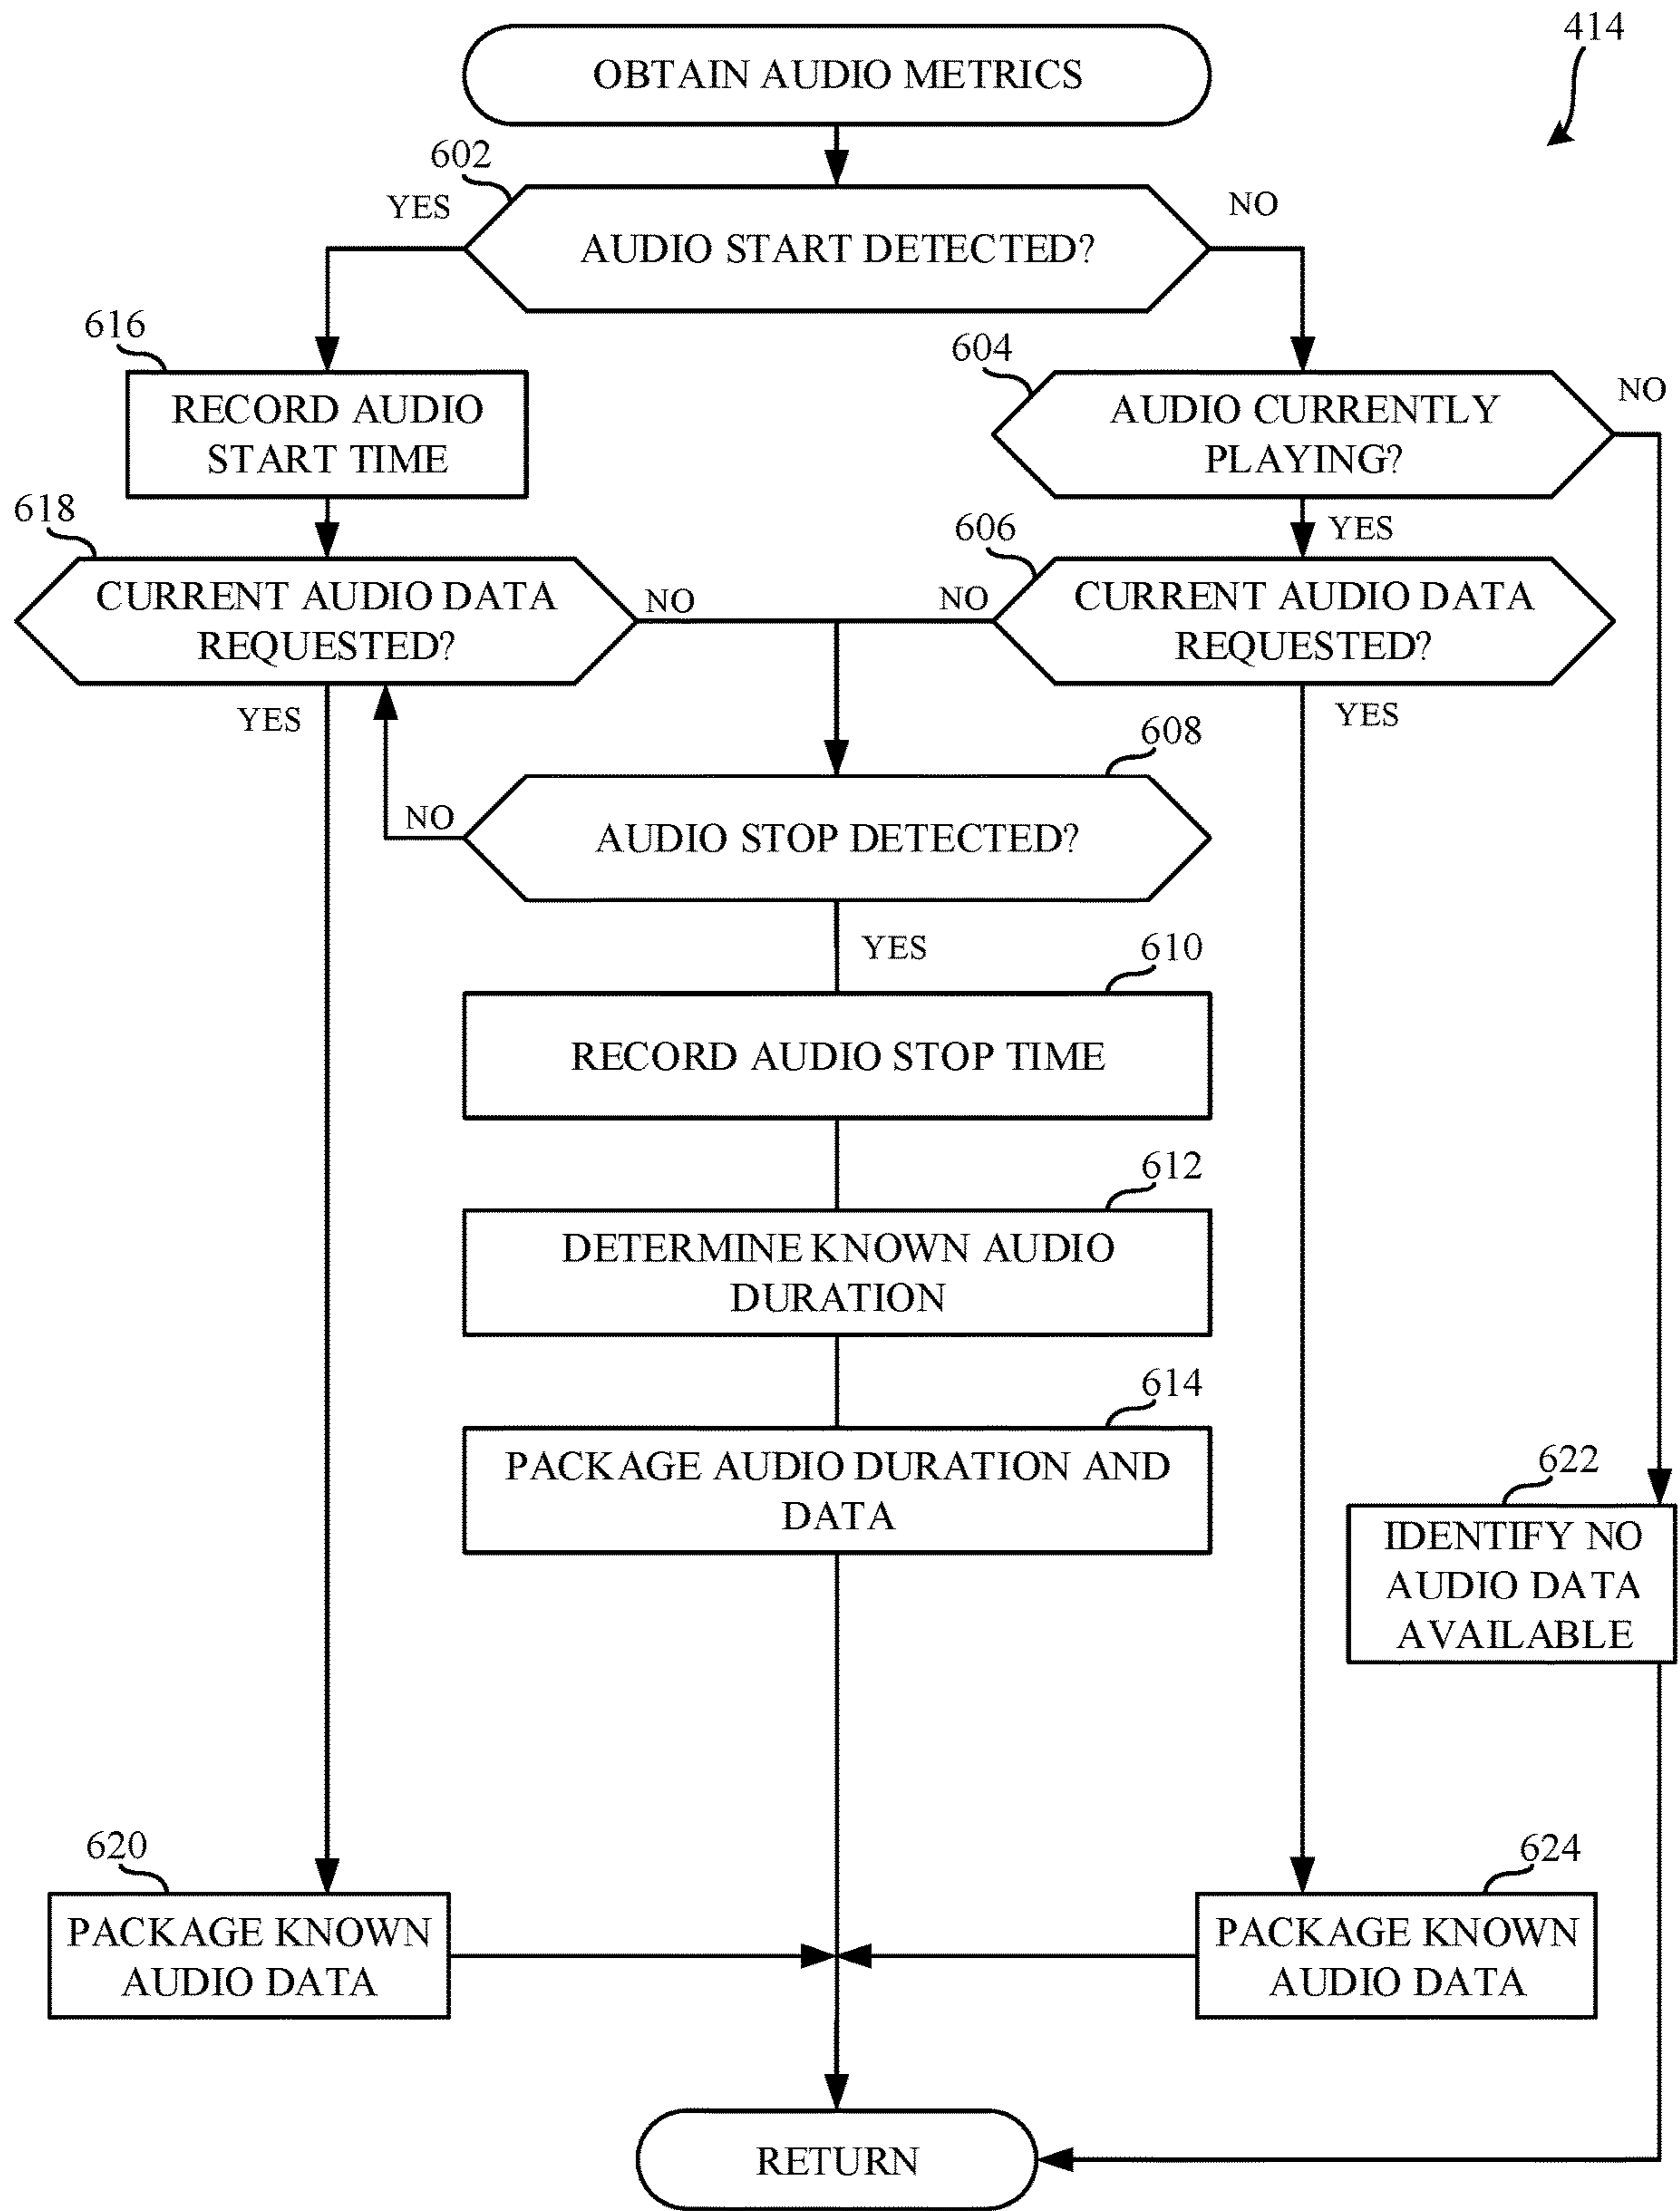 414
OBTAIN AUDIO METRICS
602
YES
NO
AUDIO START DETECTED?
616
604
RECORD AUDIO
START TIME
AUDIO CURRENTLY
PLAYING?
NO
618
606
YES
CURRENT AUDIO DATA
REQUESTED?
NO
NO
CURRENT AUDIO DATA
REQUESTED?
YES
YES
608
NO
AUDIO STOP DETECTED?
YES
610
RECORD AUDIO STOP TIME
612
DETERMINE KNOWN AUDIO
DURATION
614
PACKAGE AUDIO DURATION AND
DATA
622
IDENTIFY NO
AUDIO DATA
AVAILABLE
620
624
PACKAGE KNOWN
AUDIO DATA
PACKAGE KNOWN
AUDIO DATA
RETURN